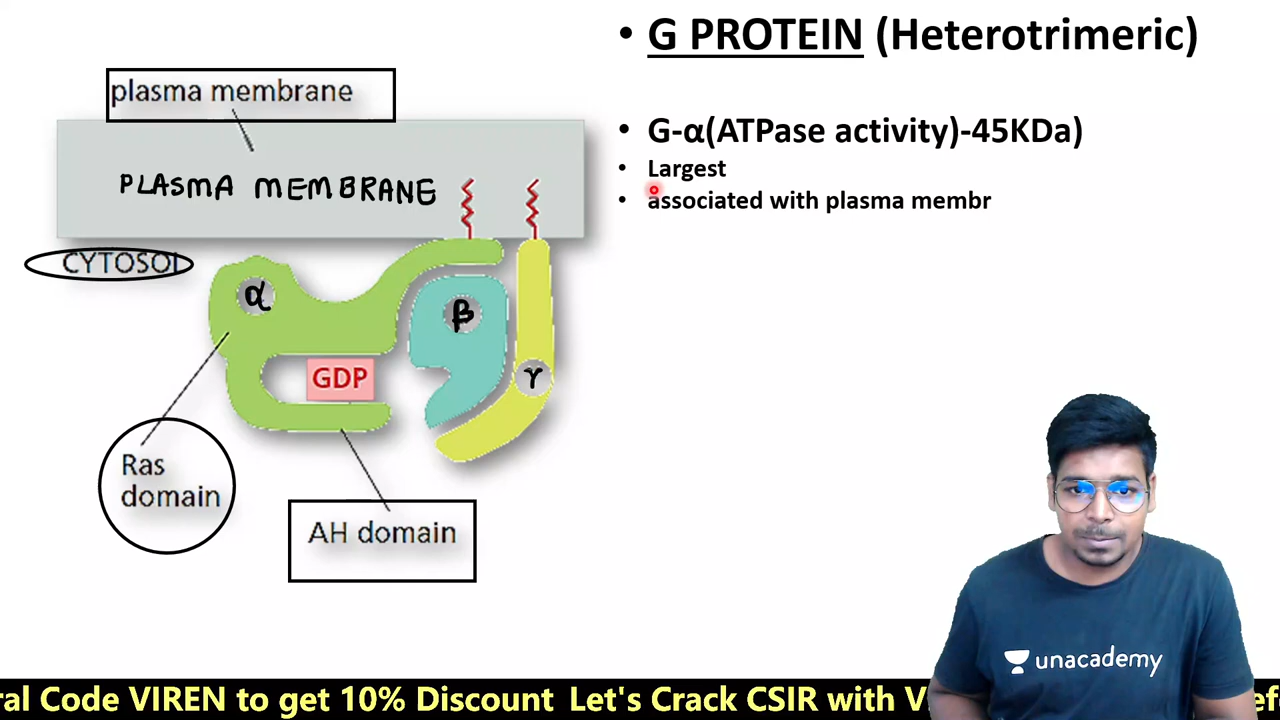 G PROTEIN (Heterotrimeric)
plasma membrane
PLASMA MEMBRANE
G-α(ATPase activity)-45KDa)
Largest
associated with plasma membr
CYTOSOL
α
β
GDP
γ
Ras
domain
AH domain
unacademy
Code VIREN to get 10% Discount Let's Crack CSIR with